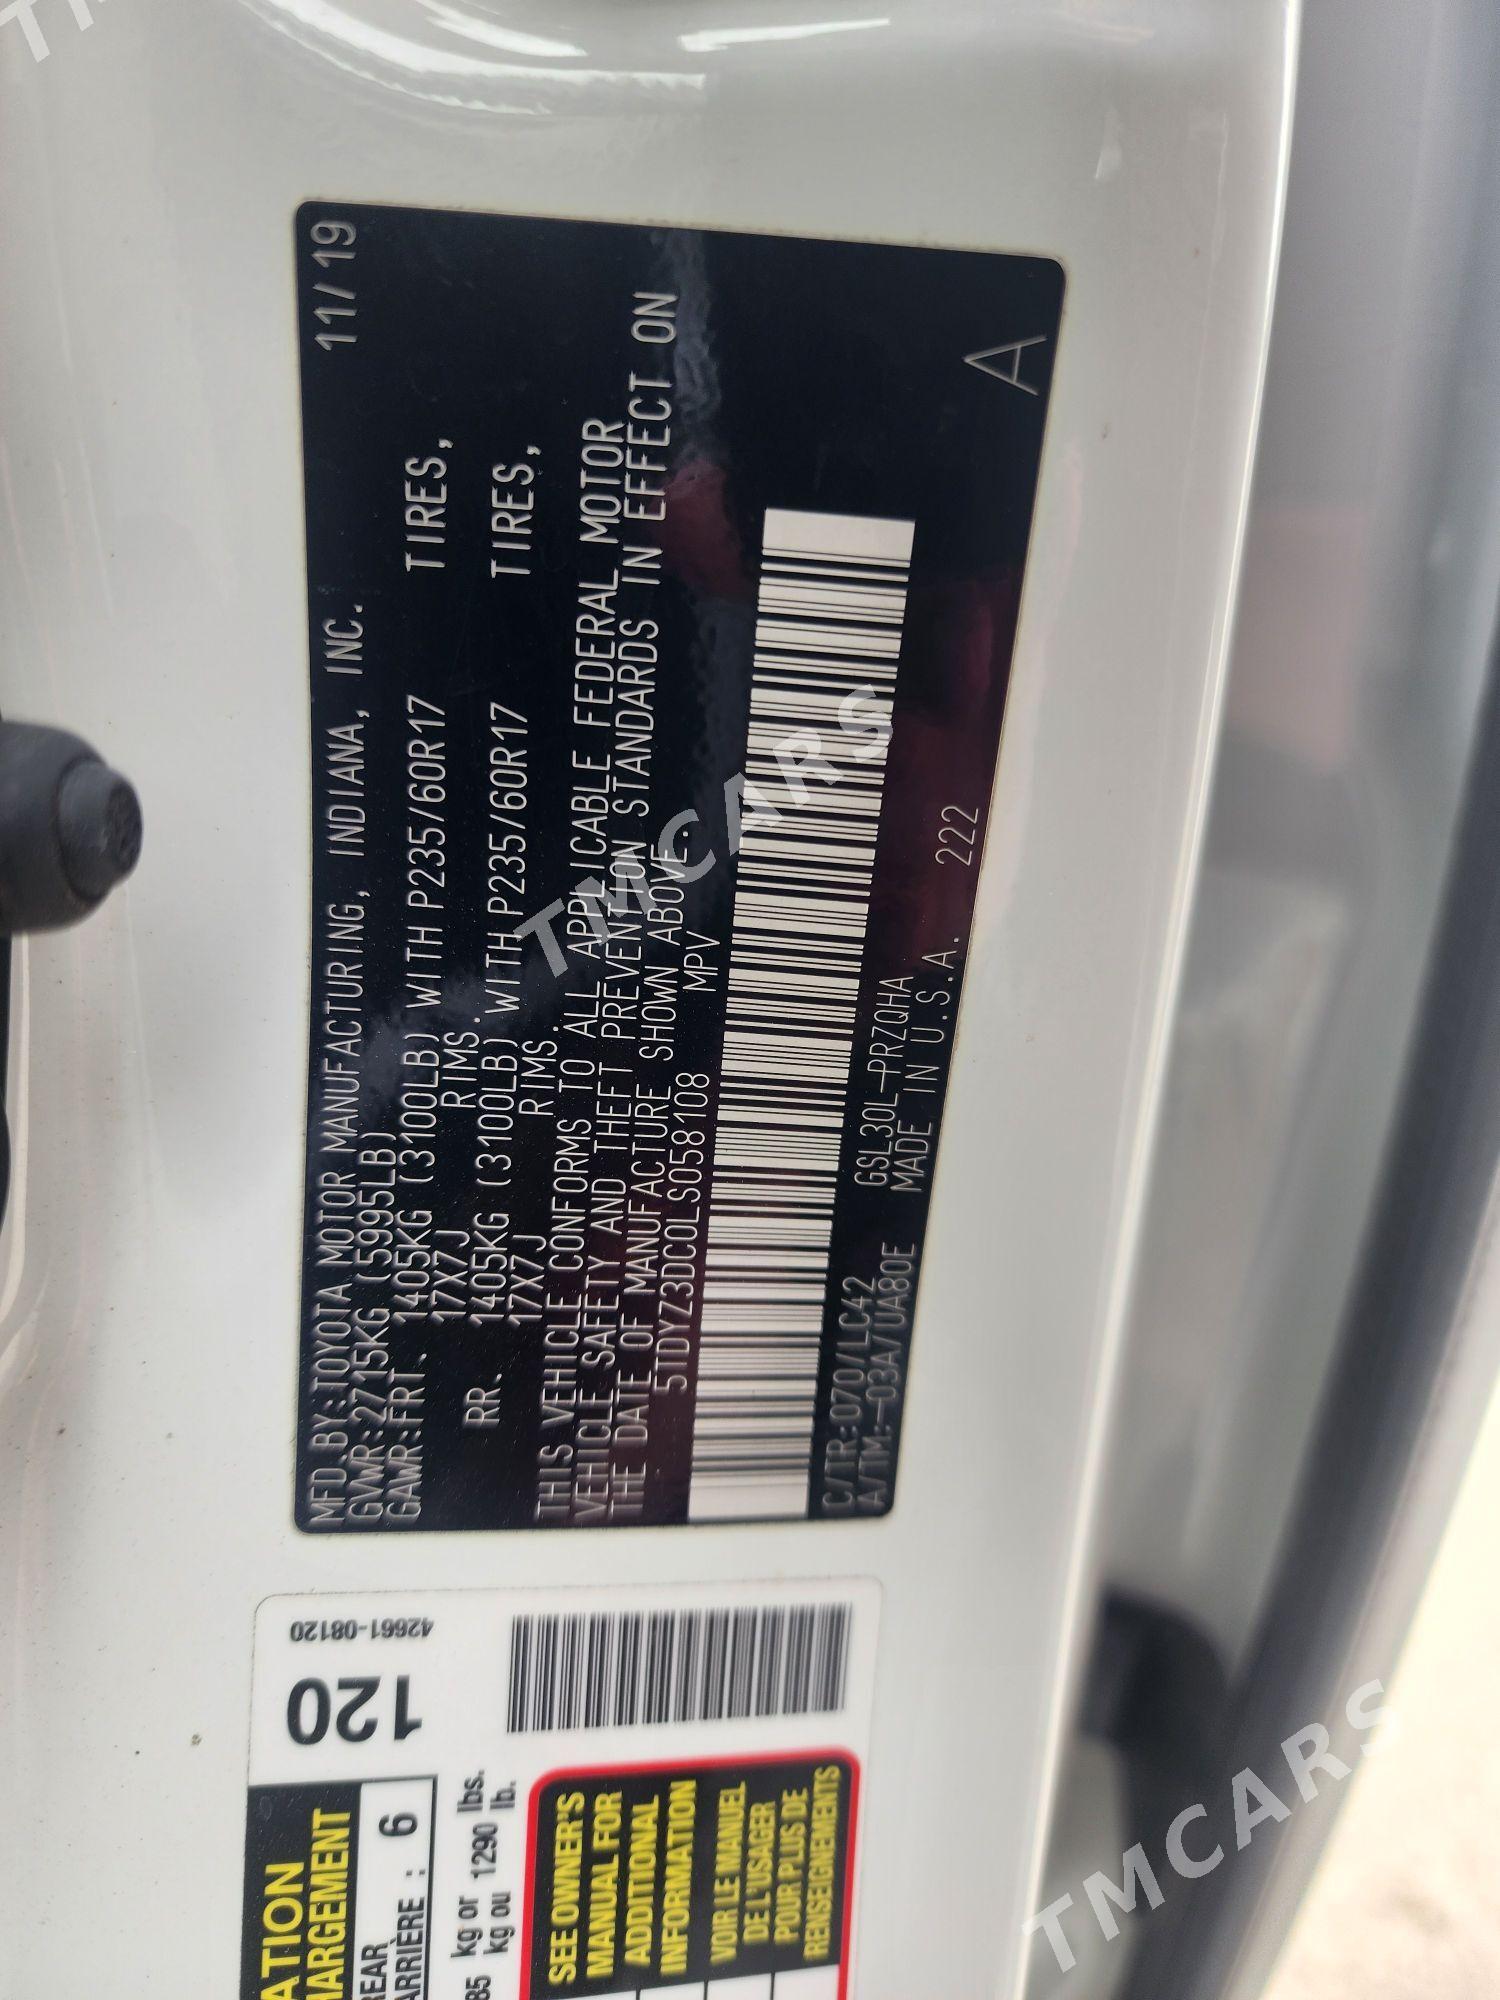 MFD.BY:TOYOTA MOTOR MANUFACTURING, INDIANA, INC. 11/19
GVWR:2715KG (5995LB)
GAWR:FRT. 1405KG (3100LB) WITH P235/60R17 TIRES,
17X7J RIMS.
RR. 1405KG (3100LB) WITH P235/60R17 TIRES,
17X7J RIMS.
THIS VEHICLE CONFORMS TO ALL APPLICABLE FEDERAL MOTOR
VEHICLE SAFETY AND THEFT PREVENTION STANDARDS IN EFFECT ON
THE DATE OF MANUFACTURE SHOWN ABOVE.
5TDYZ3DC0LS058108 MPV
C/TR:070/LC42 GSL30L-PRZQHA
A/TM:-03A/UA80E MADE IN U.S.A. 222
A
42661-08120
120
HARGEMENT
REAR
ARRIÈRE : 6
kg or 1290 lbs.
kg ou lb.
SEE OWNER'S
MANUAL FOR
ADDITIONAL
INFORMATION
VOIR LE MANUEL
DE L'USAGER
POUR PLUS DE
RENSEIGNEMENTS
TMCARS
TMCARS